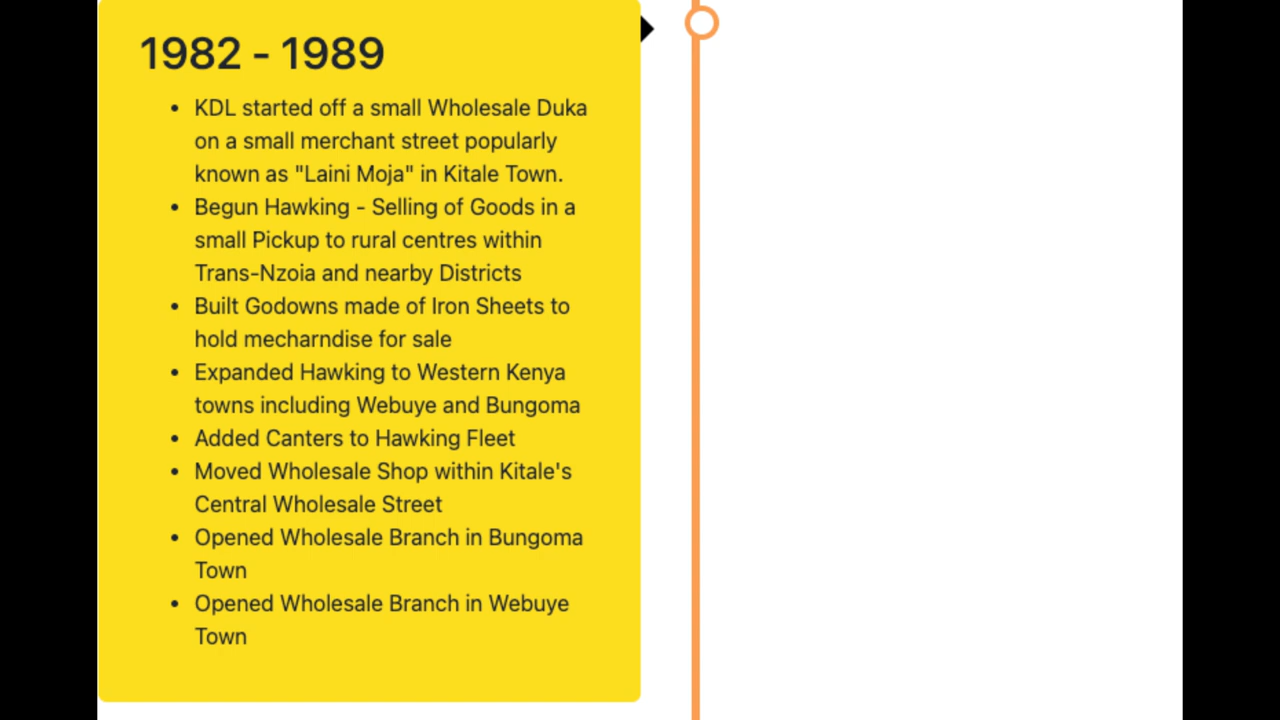 1982 - 1989
• KDL started off a small Wholesale Duka
on a small merchant street popularly
known as "Laini Moja" in Kitale Town.
• Begun Hawking - Selling of Goods in a
small Pickup to rural centres within
Trans-Nzoia and nearby Districts
• Built Godowns made of Iron Sheets to
hold mecharndise for sale
• Expanded Hawking to Western Kenya
towns including Webuye and Bungoma
• Added Canters to Hawking Fleet
• Moved Wholesale Shop within Kitale's
Central Wholesale Street
• Opened Wholesale Branch in Bungoma
Town
• Opened Wholesale Branch in Webuye
Town